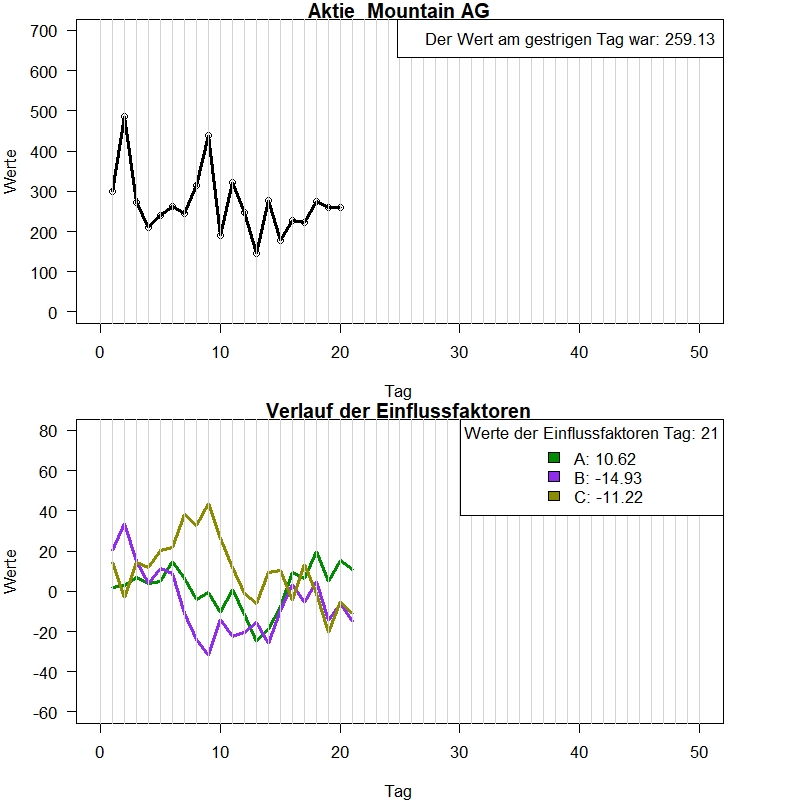 Aktie  Mountain AG
Der Wert am gestrigen Tag war: 259.13
Werte
700
600
500
400
300
200
100
0
0 10 20 30 40 50
Tag
Verlauf der Einflussfaktoren
Werte der Einflussfaktoren Tag: 21
A: 10.62
B: -14.93
C: -11.22
Werte
80
60
40
20
0
-20
-40
-60
0 10 20 30 40 50
Tag